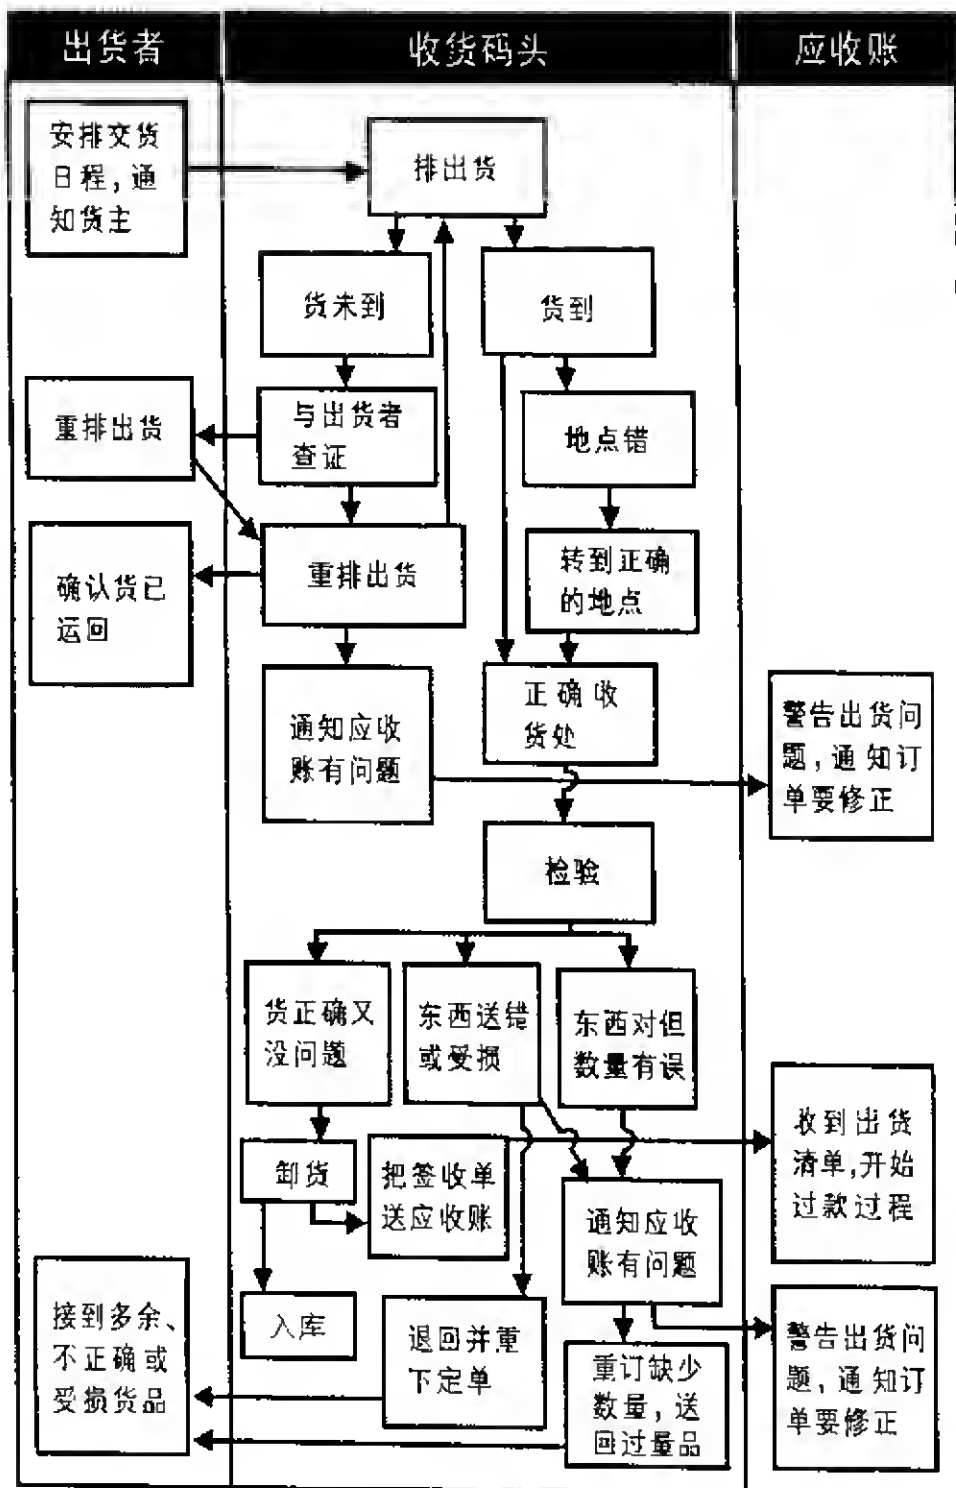 出货者
收货码头
应收账
安排交货
日程，通
知货主
排出货
货未到
货到
重排出货
与出货者
查证
地点错
确认货已
运回
重排出货
转到正确
的地点
通知应收
账有问题
正确收
货处
警告出货问
题，通知订
单要修正
检验
货正确又
没问题
东西送错
或受损
东西对但
数量有误
卸货
把签收单
送应收账
通知应收
账有问题
收到出货
清单，开始
过款过程
接到多余、
不正确或
受损货品
入库
退回并重
下定单
重订缺少
数量，送
回过量品
警告出货问
题，通知订
单要修正